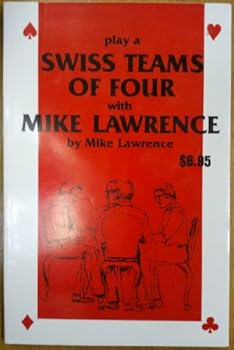 play a
SWISS TEAMS
OF FOUR
with
MIKE LAWRENCE
by Mike Lawrence
$6.95